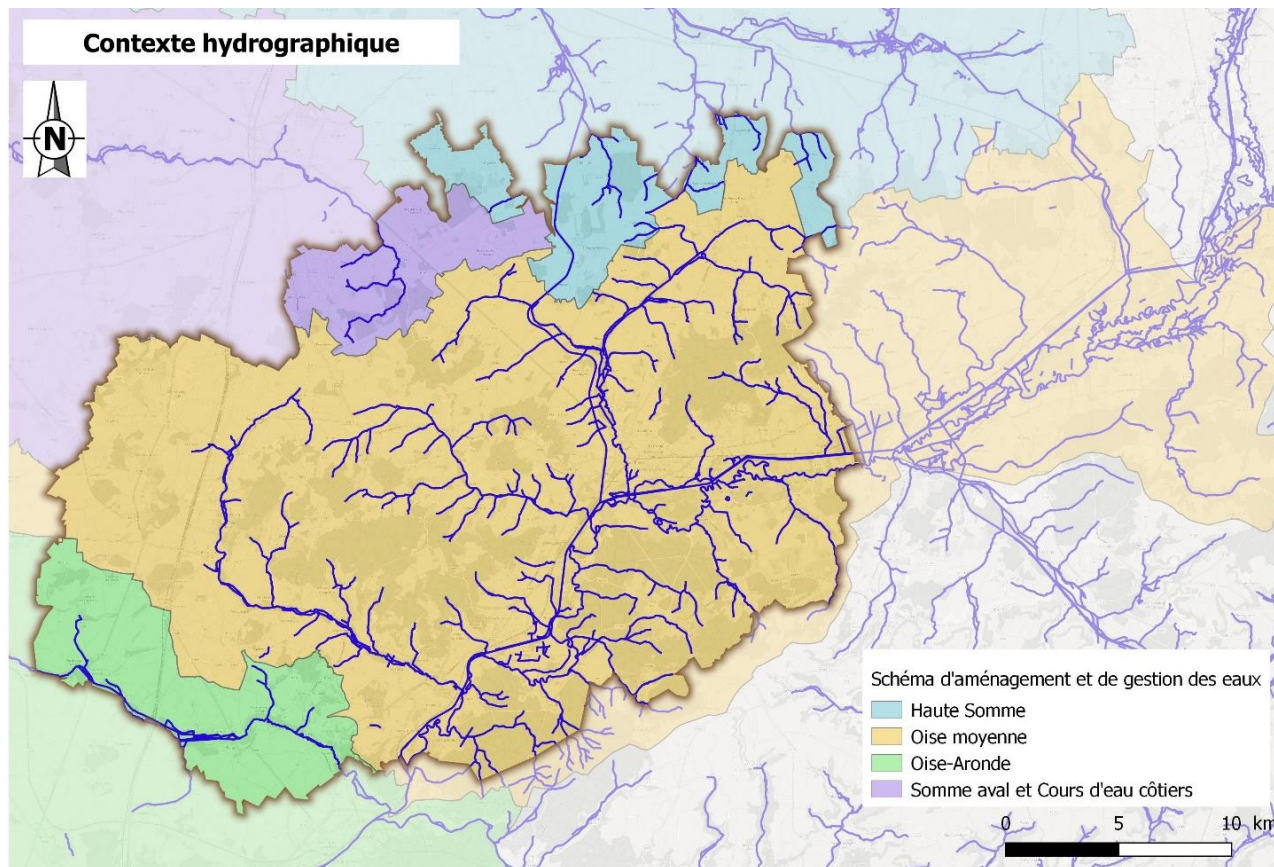 Contexte hydrographique
N
Schéma d'aménagement et de gestion des eaux
Haute Somme
Oise moyenne
Oise-Aronde
Somme aval et Cours d'eau côtiers
0 5 10 km